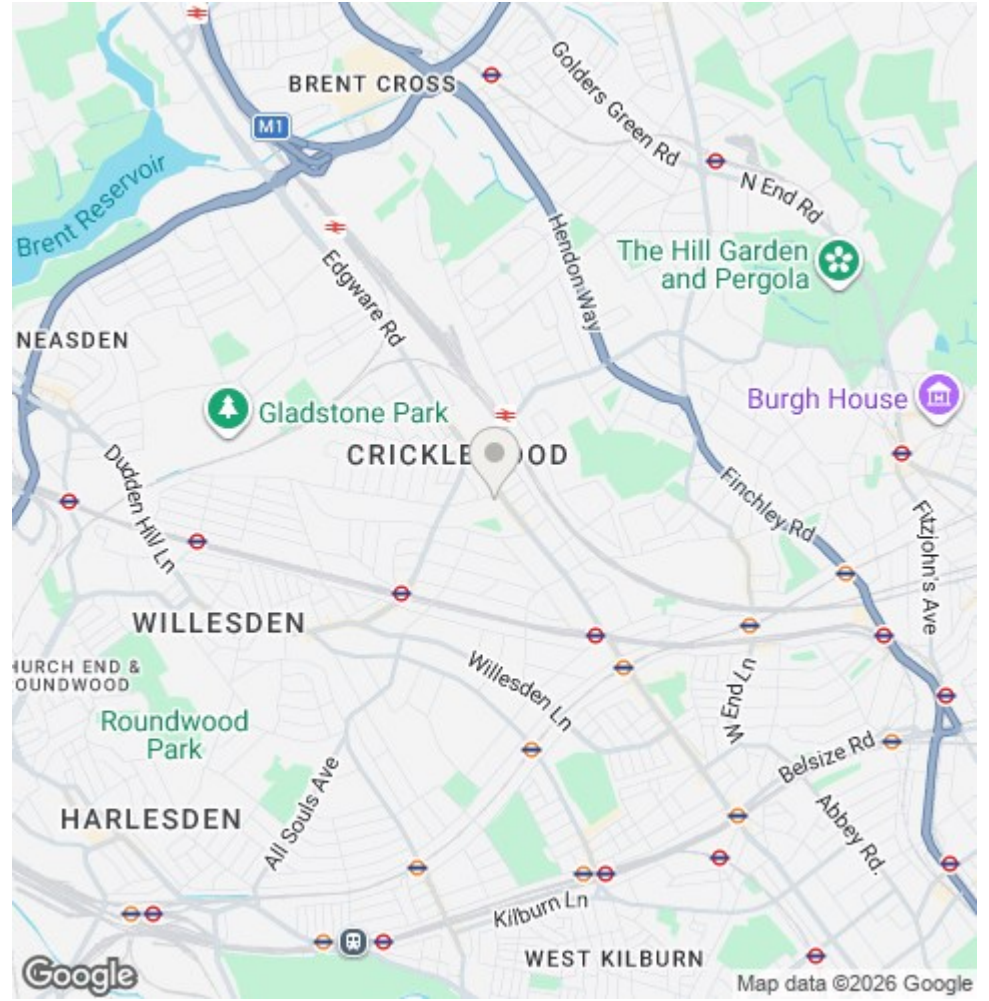 BRENT CROSS
Golders Green Rd
M1
N End Rd
Brent Reservoir
The Hill Garden
and Pergola
Hendon Way
Edgware Rd
NEASDEN
Gladstone Park
Burgh House
CRICKLEWOOD
Dudden Hill Ln
Finchley Rd
Fitzjohn's Ave
WILLESDEN
HURCH END &
OUNDWOOD
Willesden Ln
W End Ln
Roundwood
Park
Belsize Rd
HARLESDEN
All Souls Ave
Abbey Rd.
Kilburn Ln
WEST KILBURN
Google
Map data ©2026 Google